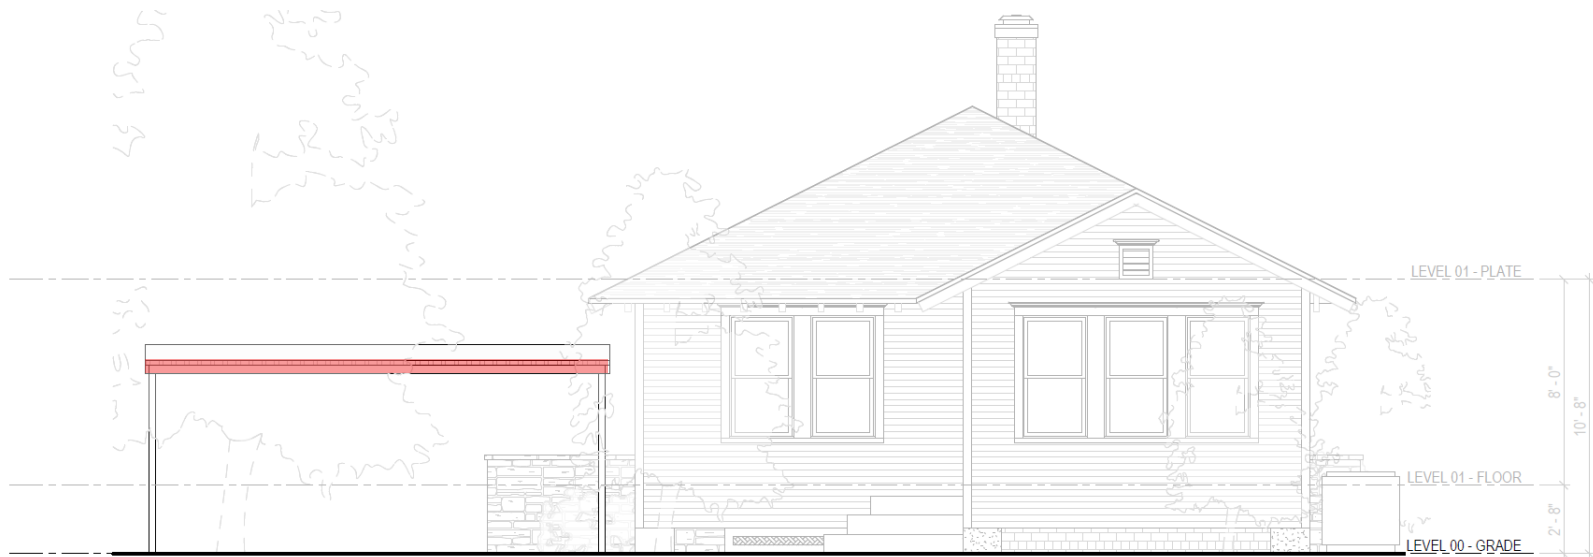 LEVEL 01 - PLATE
8' - 0"
10' - 8"
LEVEL 01 - FLOOR
2' - 8"
LEVEL 00 - GRADE